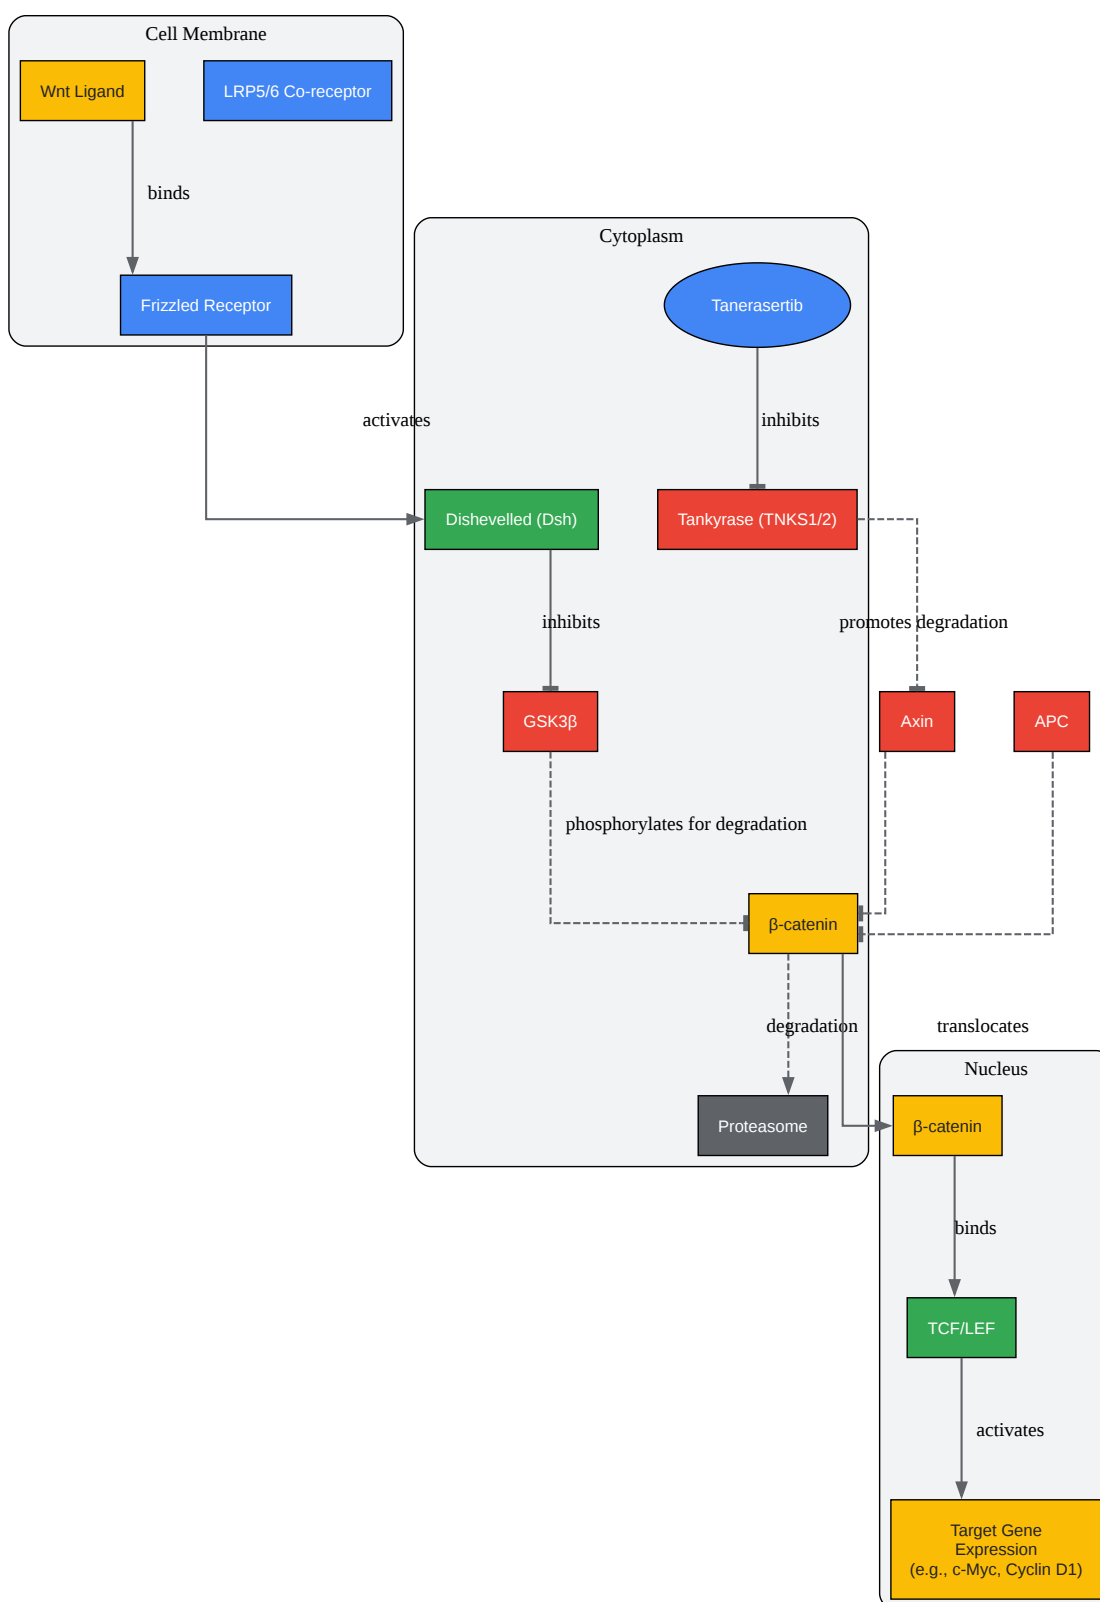 Cell Membrane
Wnt Ligand
LRP5/6 Co-receptor
binds
Frizzled Receptor
Cytoplasm
Tanerasertib
activates
inhibits
Dishevelled (Dsh)
Tankyrase (TNKS1/2)
inhibits
promotes degradation
GSK3β
Axin
APC
phosphorylates for degradation
β-catenin
degradation
translocates
Nucleus
Proteasome
β-catenin
binds
TCF/LEF
activates
Target Gene
Expression
(e.g., c-Myc, Cyclin D1)